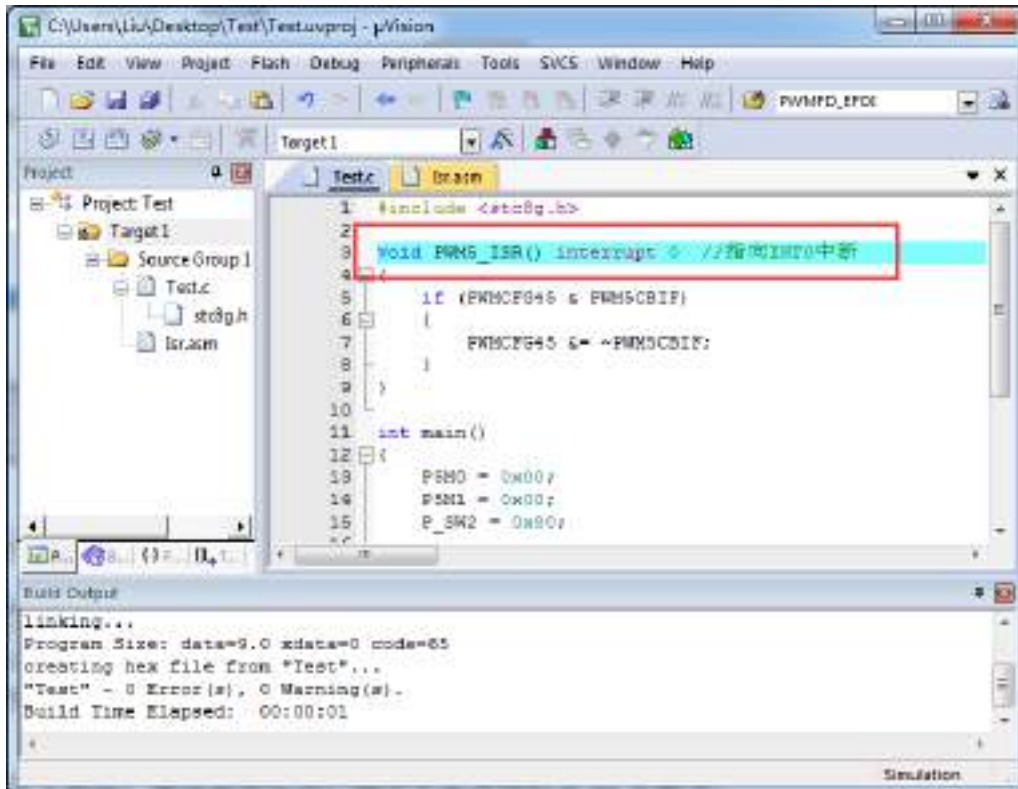 C:\Users\Liu\Desktop\Test\Test.uvproj - µVision
File Edit View Project Flash Debug Peripherals Tools SVCS Window Help
Target 1
Project
Test.c
Isr.asm
Project: Test
Target 1
Source Group 1
Test.c
stc8g.h
Isr.asm
1 #include <stc8g.h>
2
3 void PWM5_ISR() interrupt 0 //指向INT0中断
4 {
5 if (PWMCFG45 & PWM5CBIF)
6 {
7 PWMCFG45 &= ~PWM5CBIF;
8 }
9 }
10
11 int main()
12 {
13 P5M0 = 0x00;
14 P5M1 = 0x00;
15 P_SW2 = 0x80;
Build Output
linking...
Program Size: data=9.0 xdata=0 code=65
creating hex file from "Test"...
"Test" - 0 Error(s), 0 Warning(s).
Build Time Elapsed: 00:00:01
Simulation